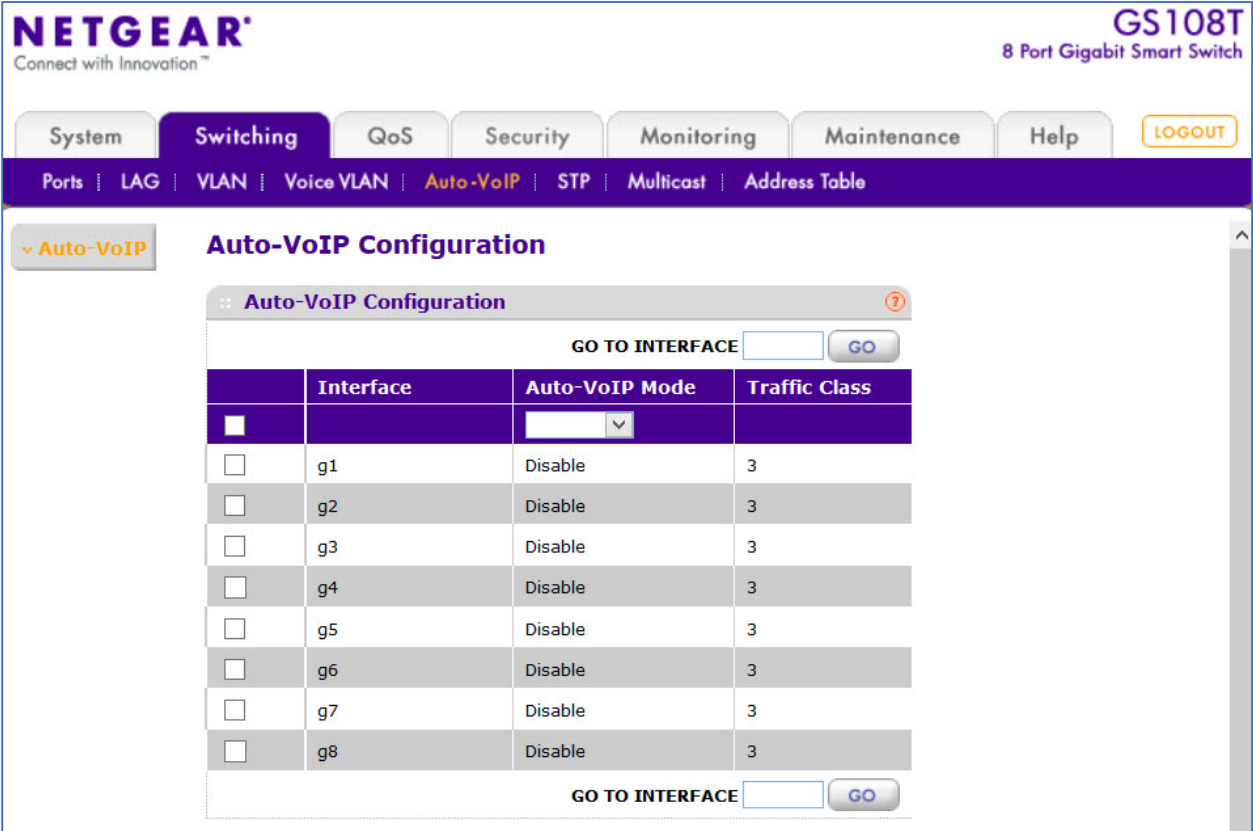 NETGEAR®
Connect with Innovation™
GS108T
8 Port Gigabit Smart Switch
System Switching QoS Security Monitoring Maintenance Help LOGOUT
Ports LAG VLAN Voice VLAN Auto-VoIP STP Multicast Address Table
Auto-VoIP
Auto-VoIP Configuration
Auto-VoIP Configuration ?
GO TO INTERFACE GO
Interface Auto-VoIP Mode Traffic Class
g1 Disable 3
g2 Disable 3
g3 Disable 3
g4 Disable 3
g5 Disable 3
g6 Disable 3
g7 Disable 3
g8 Disable 3
GO TO INTERFACE GO